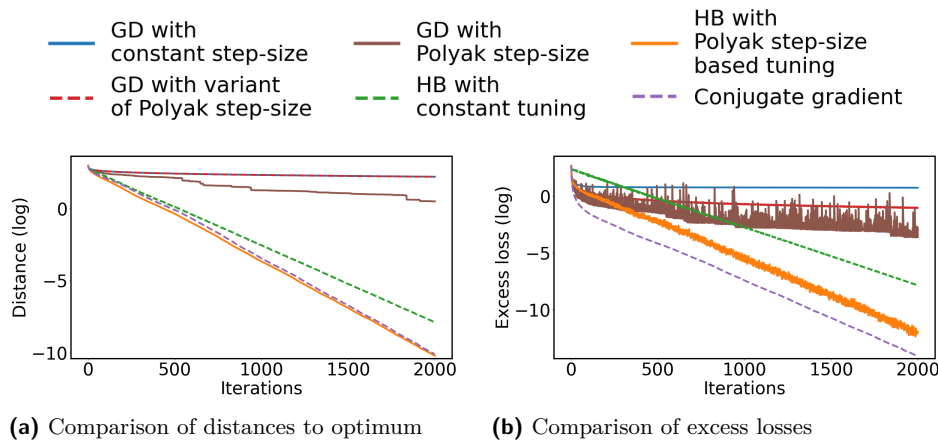 GD with
constant step-size
GD with variant
of Polyak step-size
GD with
Polyak step-size
HB with
constant tuning
HB with
Polyak step-size
based tuning
Conjugate gradient
Distance (log)
0
−5
−10
0 500 1000 1500 2000
Iterations
Excess loss (log)
0
−5
−10
0 500 1000 1500 2000
Iterations
(a) Comparison of distances to optimum
(b) Comparison of excess losses